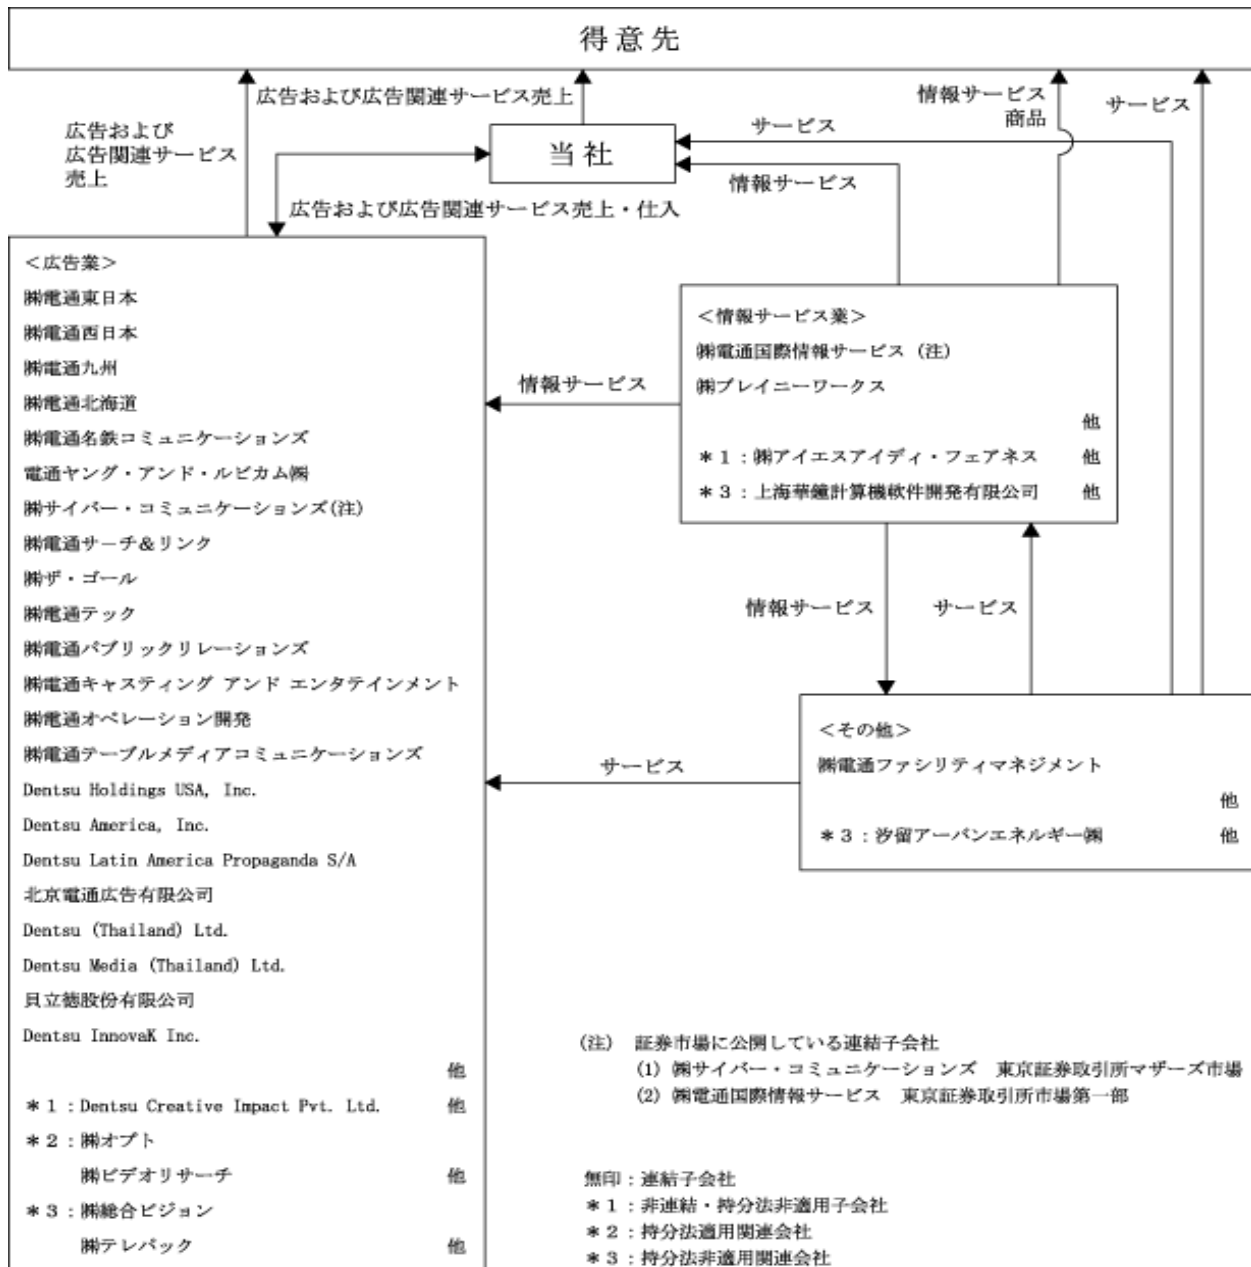 得意先
広告および広告関連サービス売上
情報サービス
商品
サービス
広告および
広告関連サービス
売上
当社
サービス
情報サービス
広告および広告関連サービス売上・仕入
<広告業>
㈱電通東日本
㈱電通西日本
㈱電通九州
㈱電通北海道
㈱電通名鉄コミュニケーションズ
電通ヤング・アンド・ルビカム㈱
㈱サイバー・コミュニケーションズ(注)
㈱電通サーチ&リンク
㈱ザ・ゴール
㈱電通テック
㈱電通パブリックリレーションズ
㈱電通キャスティング アンド エンタテインメント
㈱電通オペレーション開発
㈱電通テーブルメディアコミュニケーションズ
Dentsu Holdings USA, Inc.
Dentsu America, Inc.
Dentsu Latin America Propaganda S/A
北京電通広告有限公司
Dentsu (Thailand) Ltd.
Dentsu Media (Thailand) Ltd.
貝立德股份有限公司
Dentsu InnovaK Inc.
他
*1:Dentsu Creative Impact Pvt. Ltd. 他
*2:㈱オプト
㈱ビデオリサーチ 他
*3:㈱総合ビジョン
㈱テレパック 他
情報サービス
<情報サービス業>
㈱電通国際情報サービス (注)
㈱ブレイニーワークス
他
*1:㈱アイエスアイディ・フェアネス 他
*3:上海華鐘計算機軟件開発有限公司 他
情報サービス
サービス
サービス
<その他>
㈱電通ファシリティマネジメント
他
*3:汐留アーバンエネルギー㈱ 他
(注) 証券市場に公開している連結子会社
(1) ㈱サイバー・コミュニケーションズ 東京証券取引所マザーズ市場
(2) ㈱電通国際情報サービス 東京証券取引所市場第一部
無印:連結子会社
*1:非連結・持分法非適用子会社
*2:持分法適用関連会社
*3:持分法非適用関連会社